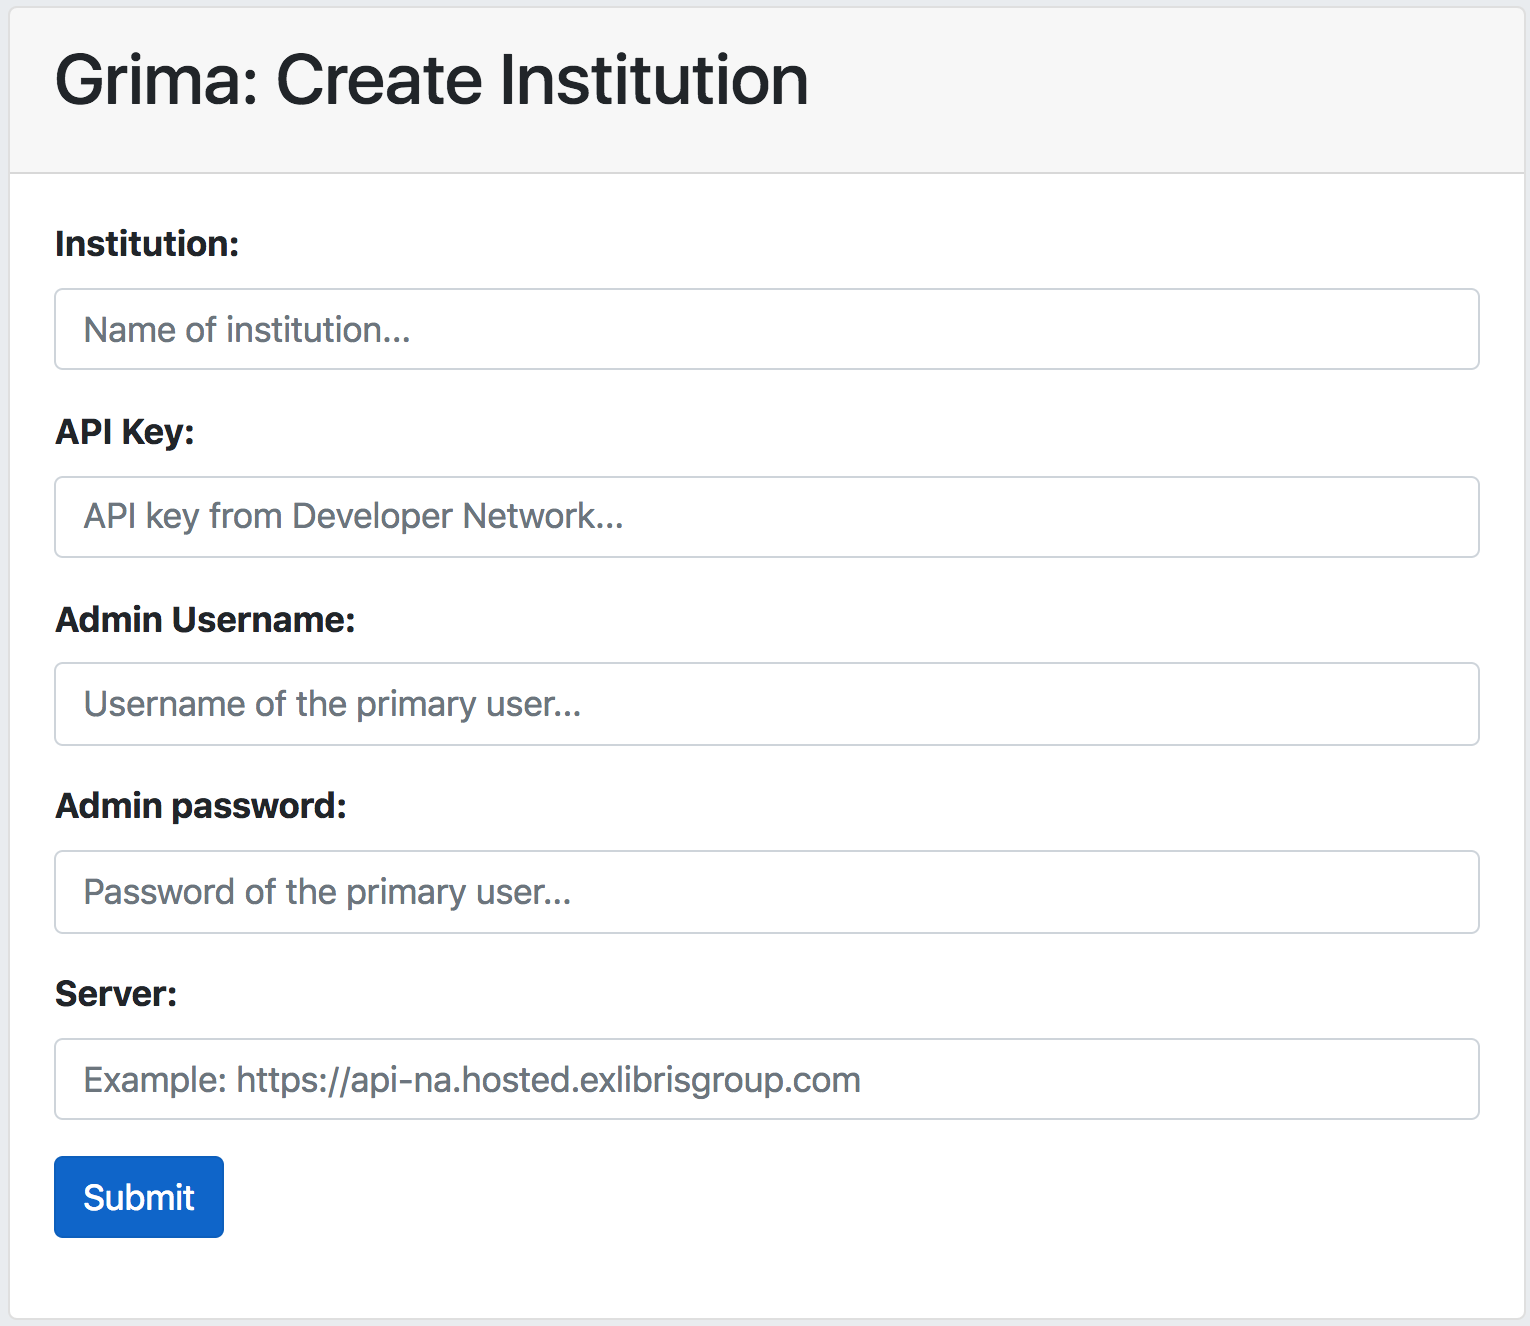 Grima: Create Institution
Institution:
Name of institution...
API Key:
API key from Developer Network...
Admin Username:
Username of the primary user...
Admin password:
Password of the primary user...
Server:
Example: https://api-na.hosted.exlibrisgroup.com
Submit